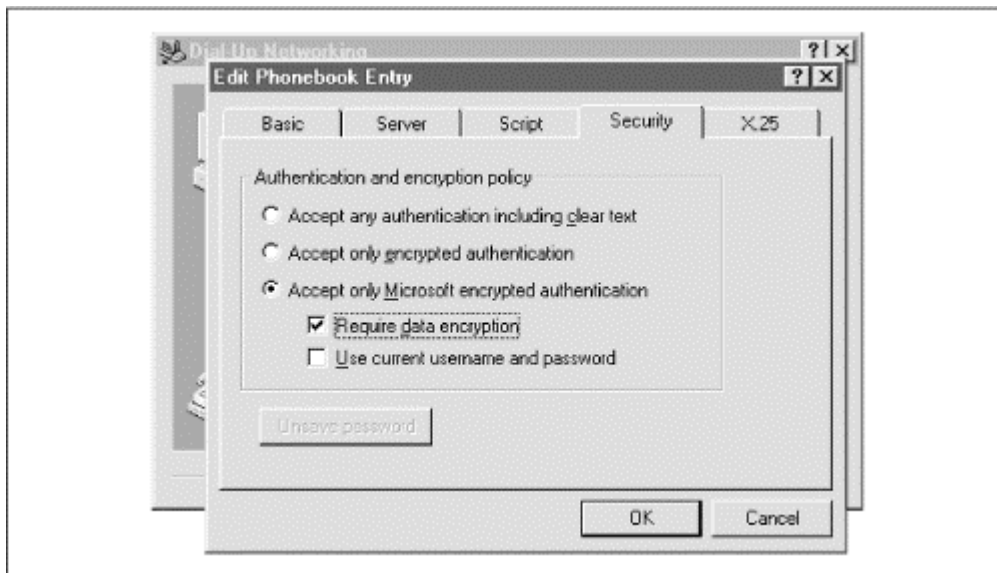 Dial-Up Networking
Edit Phonebook Entry
Basic Server Script Security X.25
Authentication and encryption policy
Accept any authentication including clear text
Accept only encrypted authentication
Accept only Microsoft encrypted authentication
Require data encryption
Use current username and password
Unsave password
OK Cancel